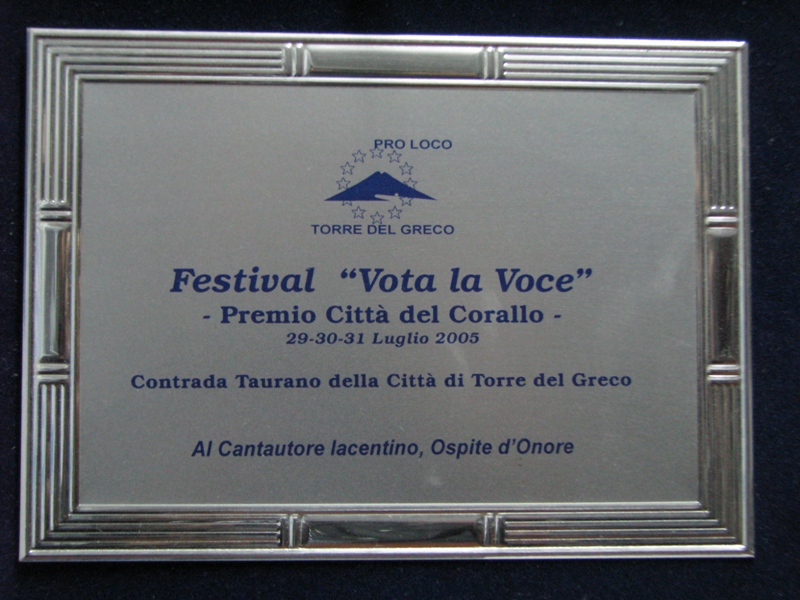 PRO LOCO
TORRE DEL GRECO
Festival "Vota la Voce"
- Premio Città del Corallo -
29-30-31 Luglio 2005
Contrada Taurano della Città di Torre del Greco
Al Cantautore Iacentino, Ospite d'Onore